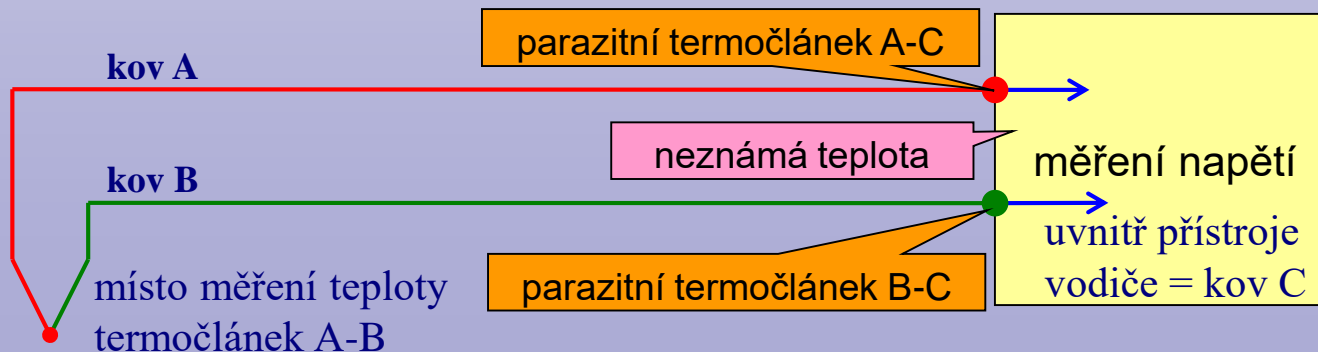 parazitní termočlánek A-C
kov A
neznámá teplota
měření napětí
kov B
uvnitř přístroje
vodiče = kov C
místo měření teploty
termočlánek A-B
parazitní termočlánek B-C